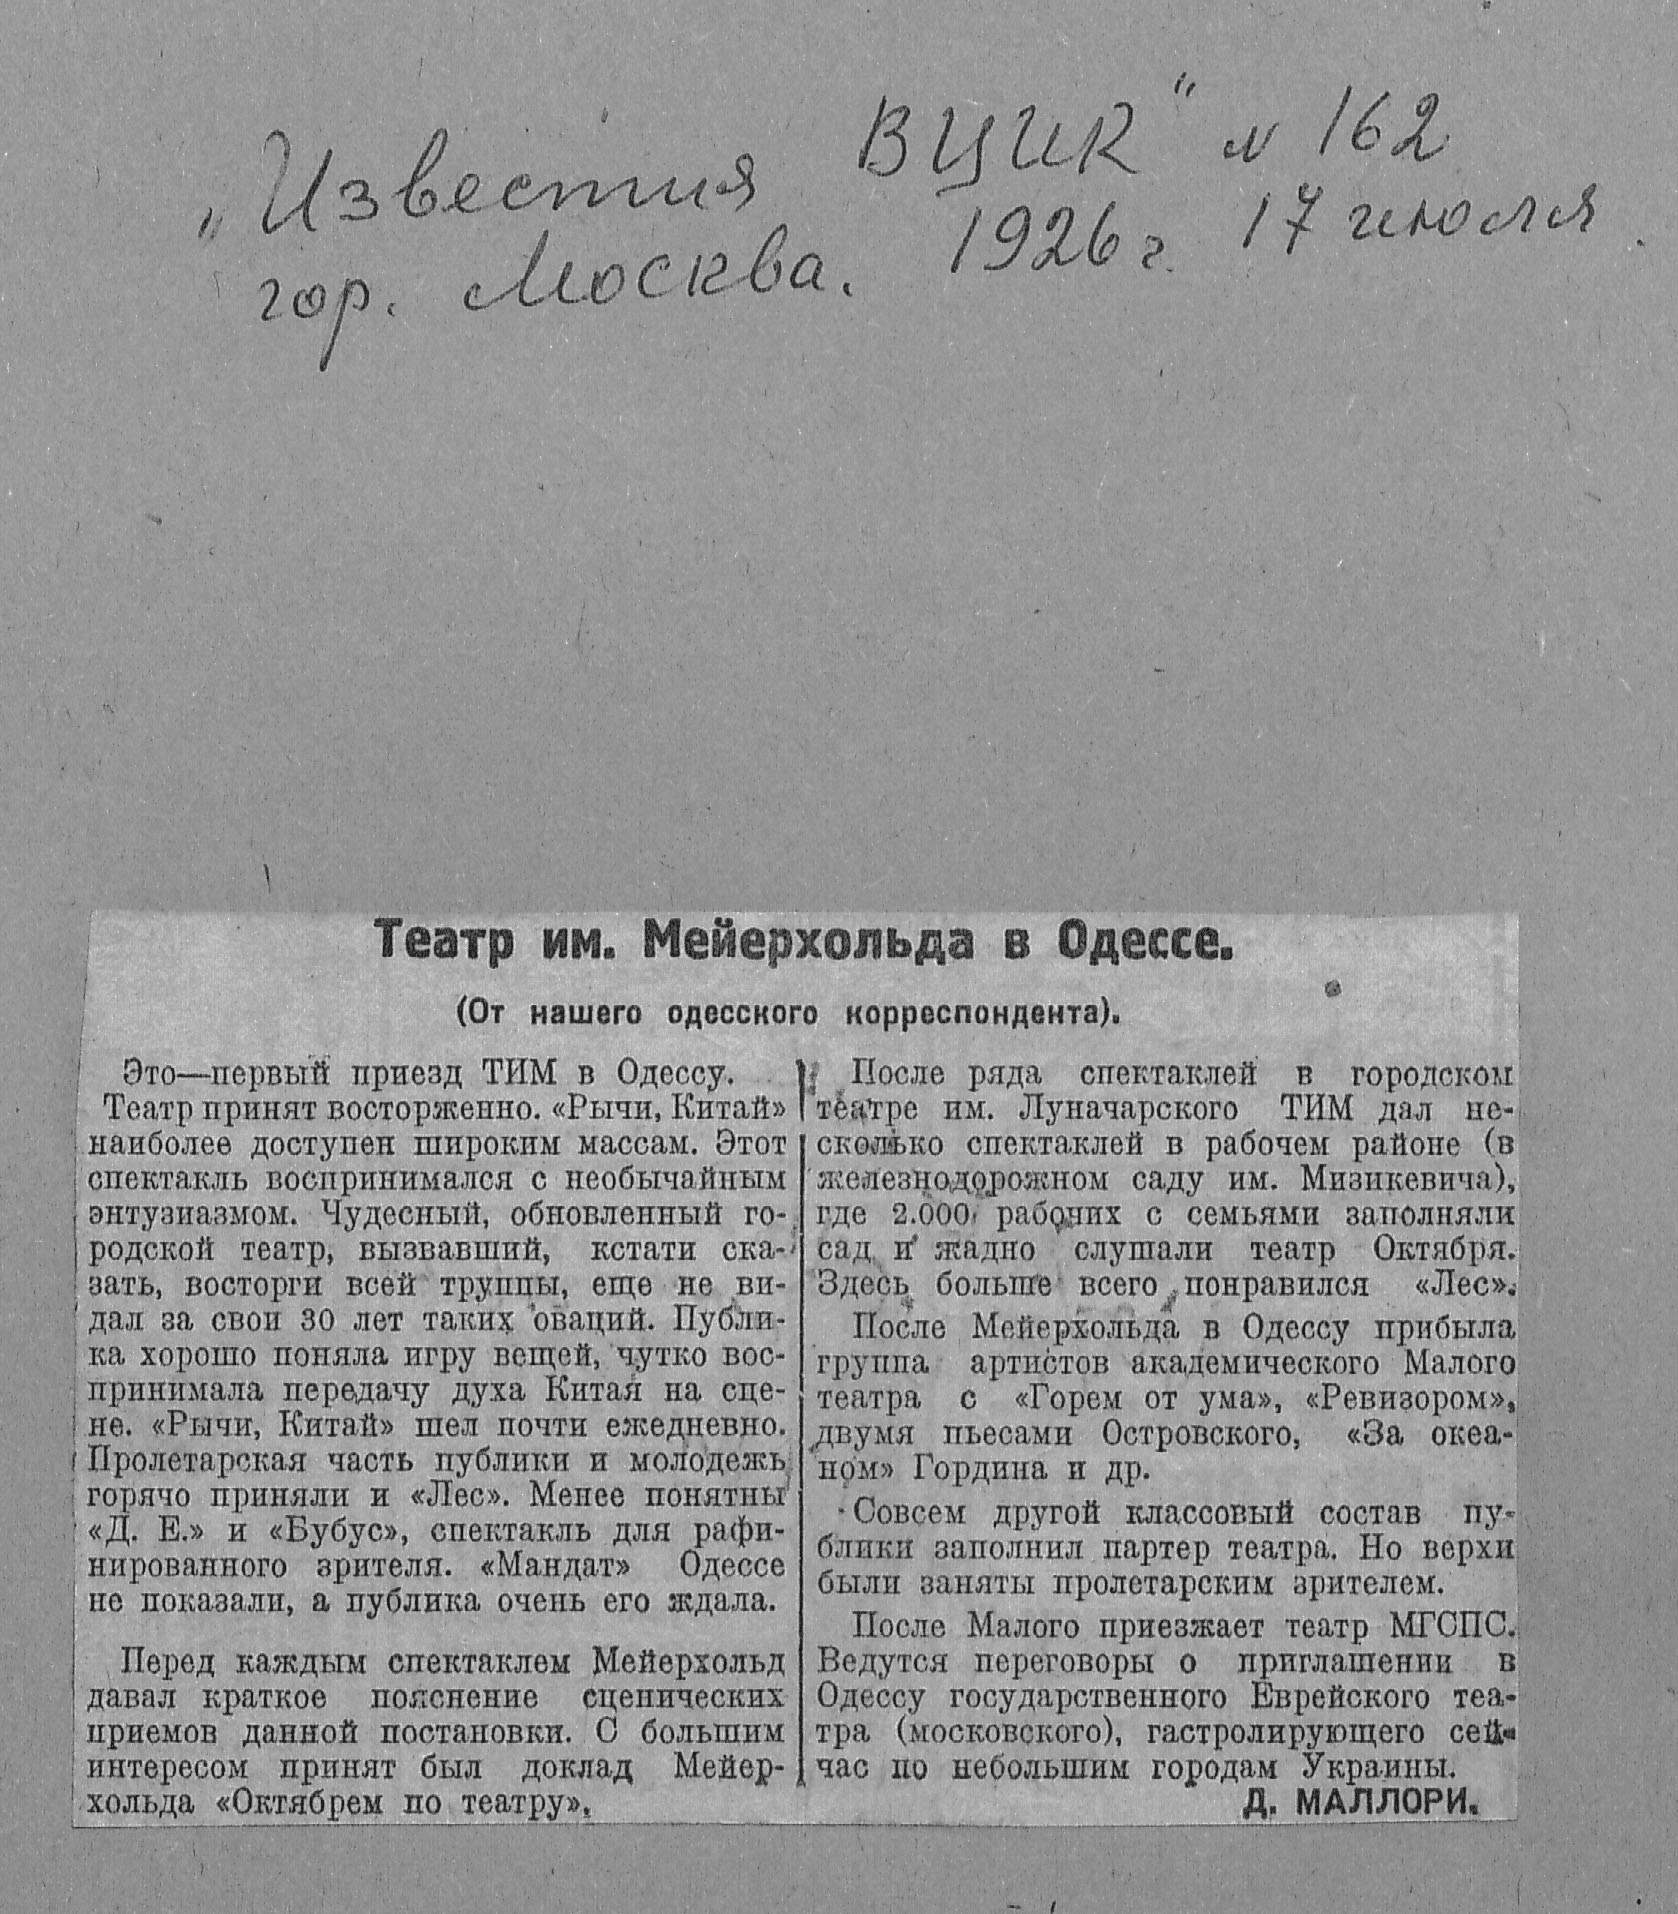 „Известия ВЦИК" N 162
гор. Москва. 1926 г. 17 июля.
Театр им. Мейерхольда в Одессе.
(От нашего одесского корреспондента).
Это—первый приезд ТИМ в Одессу.
Театр принят восторженно. «Рычи, Китай»
наиболее доступен широким массам. Этот
спектакль воспринимался с необычайным
энтузиазмом. Чудесный, обновленный го-
родской театр, вызвавший, кстати ска-
зать, восторги всей труппы, еще не ви-
дал за свои 30 лет таких оваций. Публи-
ка хорошо поняла игру вещей, чутко вос-
принимала передачу духа Китая на сце-
не. «Рычи, Китай» шел почти ежедневно.
Пролетарская часть публики и молодежь
горячо приняли и «Лес». Менее понятны
«Д. Е.» и «Бубус», спектакль для рафи-
нированного зрителя. «Мандат» Одессе
не показали, а публика очень его ждала.
Перед каждым спектаклем Мейерхольд
давал краткое пояснение сценических
приемов данной постановки. С большим
интересом принят был доклад Мейер-
хольда «Октябрем по театру».
После ряда спектаклей в городском
театре им. Луначарского ТИМ дал не-
сколько спектаклей в рабочем районе (в
железнодорожном саду им. Мизикевича),
где 2.000 рабочих с семьями заполняли
сад и жадно слушали театр Октября.
Здесь больше всего понравился «Лес».
После Мейерхольда в Одессу прибыла
группа артистов академического Малого
театра с «Горем от ума», «Ревизором»,
двумя пьесами Островского, «За океа-
ном» Гордина и др.
Совсем другой классовый состав пу-
блики заполнил партер театра. Но верхи
были заняты пролетарским зрителем.
После Малого приезжает театр МГСПС.
Ведутся переговоры о приглашении в
Одессу государственного Еврейского теа-
тра (московского), гастролирующего сей-
час по небольшим городам Украины.
Д. МАЛЛОРИ.